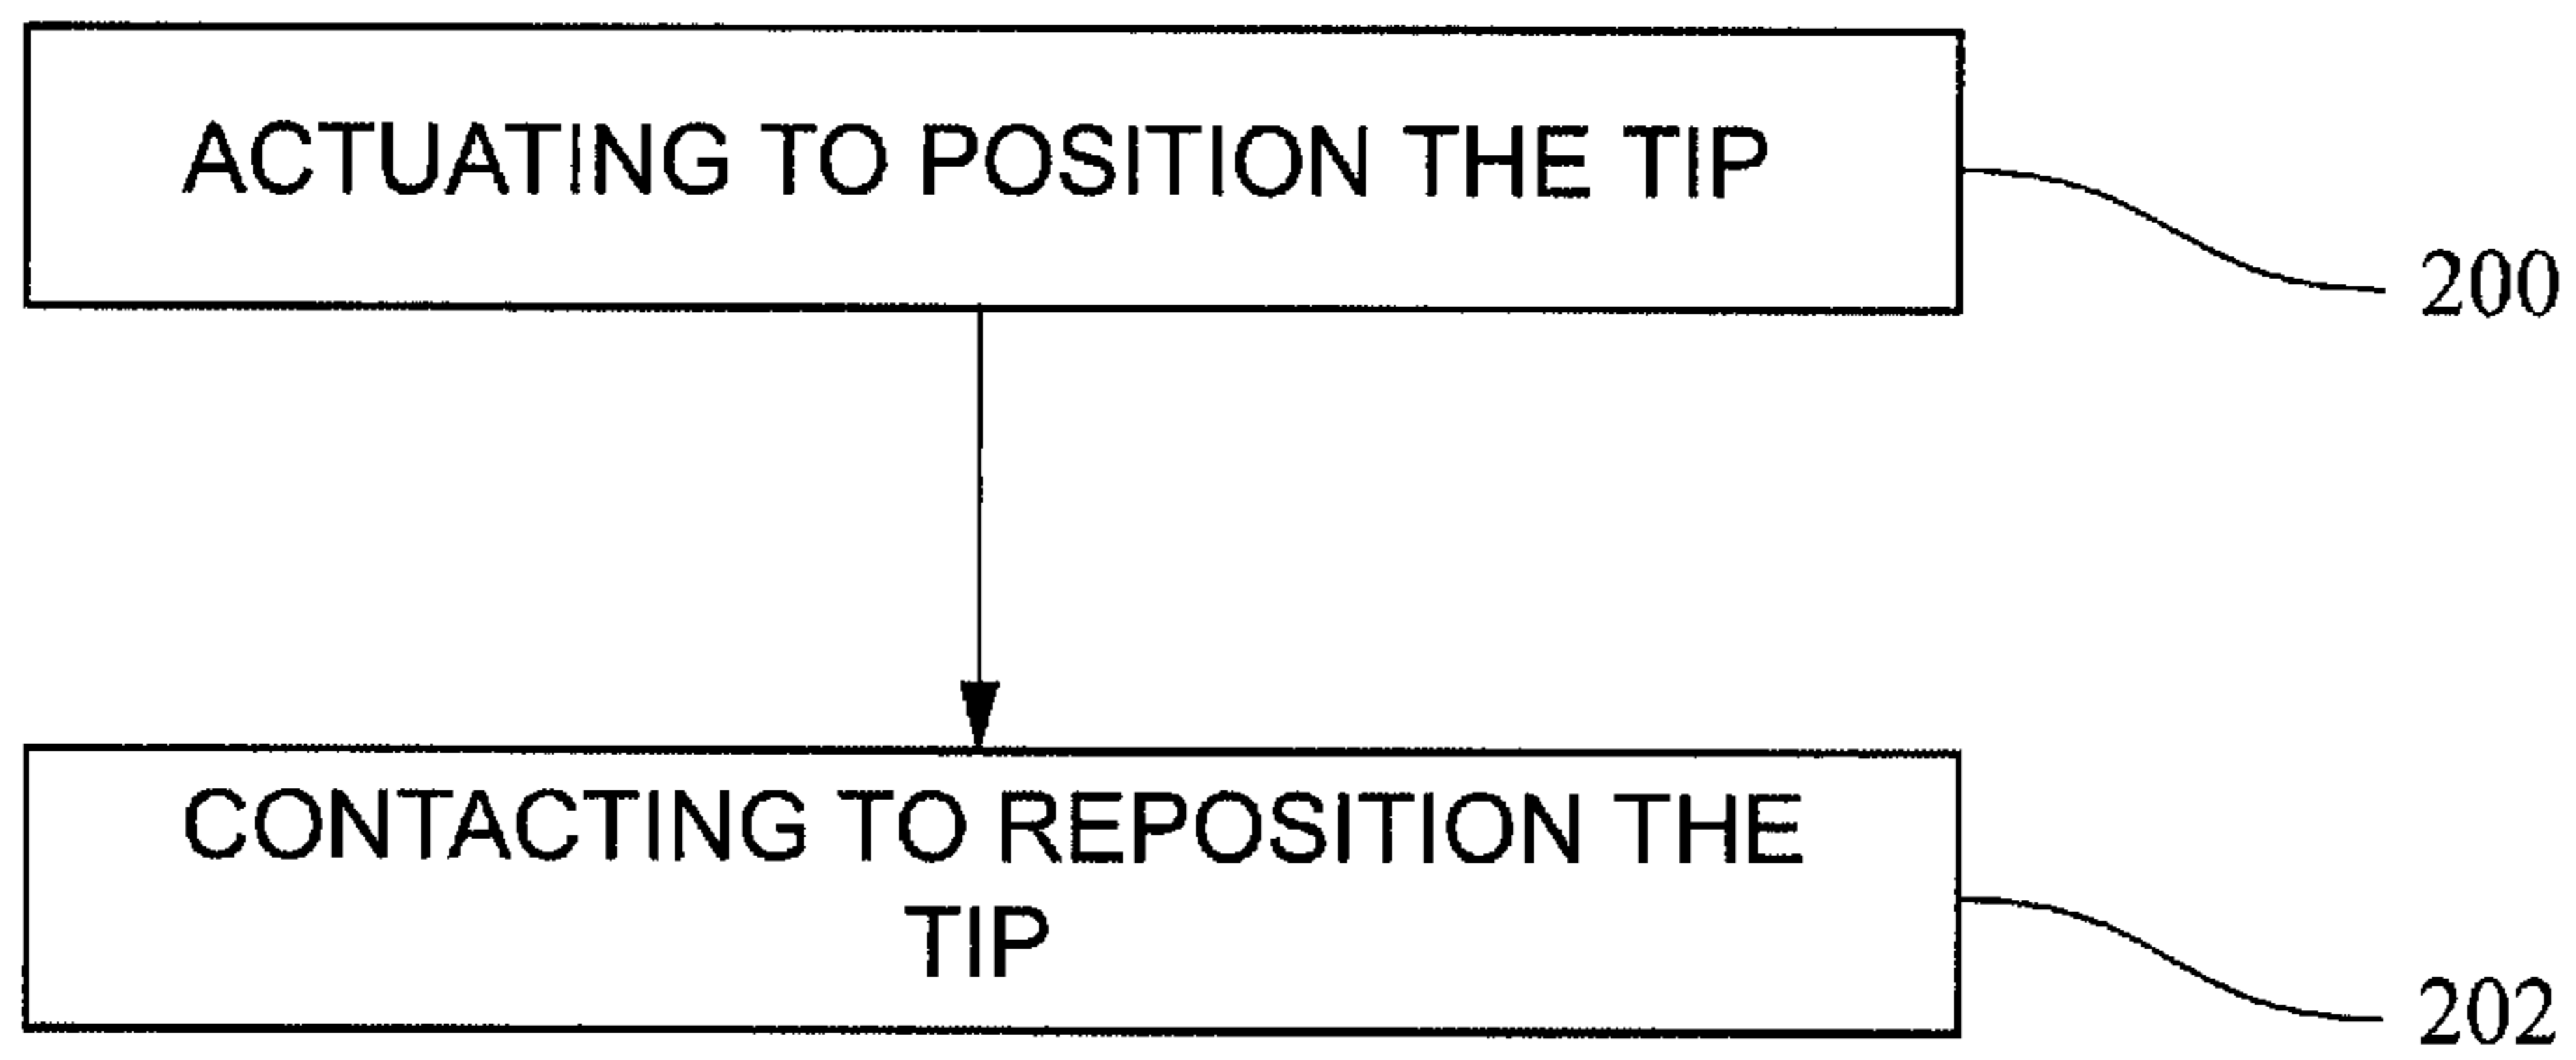 ACTUATING TO POSITION THE TIP
200
CONTACTING TO REPOSITION THE
TIP
202